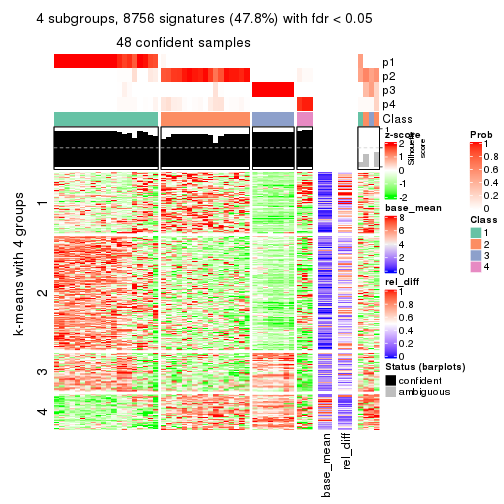 4 subgroups, 8756 signatures (47.8%) with fdr < 0.05
48 confident samples
p1
p2
p3
p4
Class
1
Silhouette
score
k-means with 4 groups
1
2
3
4
base_mean
rel_diff
z-score
2
1
0
-1
-2
base_mean
8
6
4
2
0
rel_diff
1
0.8
0.6
0.4
0.2
0
Status (barplots)
confident
ambiguous
Prob
1
0.8
0.6
0.4
0.2
0
Class
1
2
3
4